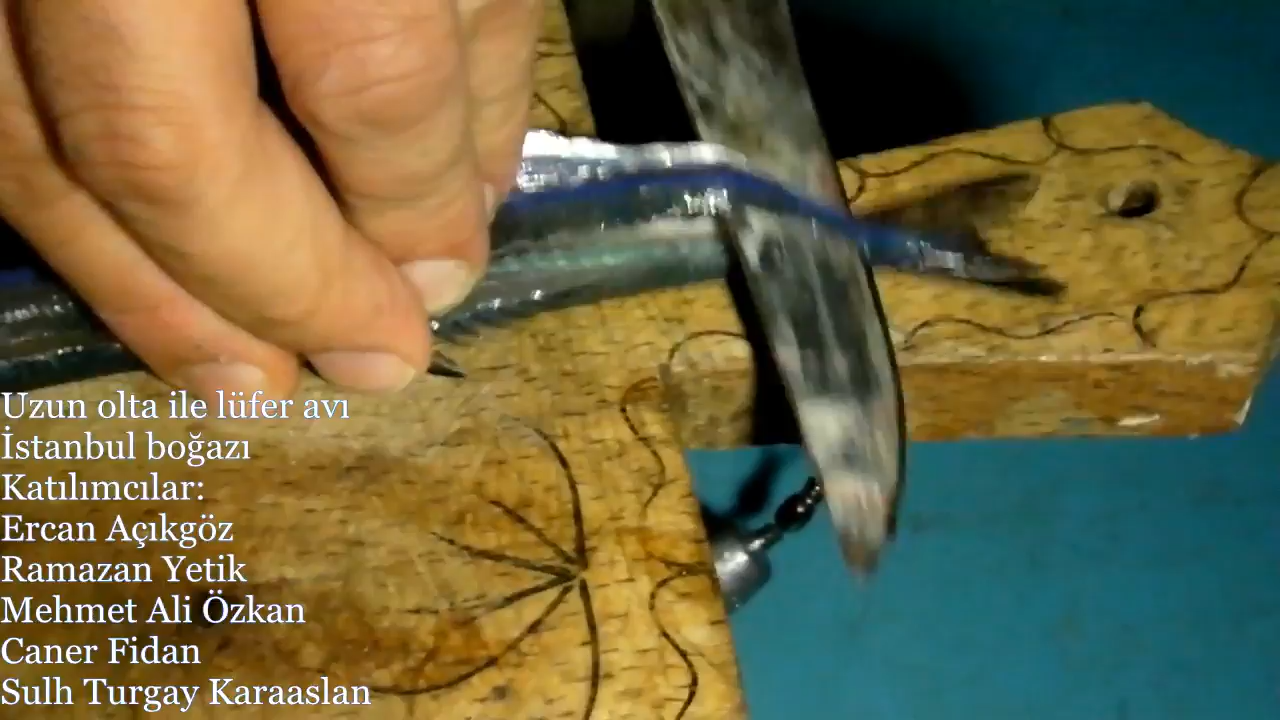 Uzun olta ile lüfer avı
İstanbul boğazı
Katılımcılar:
Ercan Açıkgöz
Ramazan Yetik
Mehmet Ali Özkan
Caner Fidan
Sulh Turgay Karaaslan